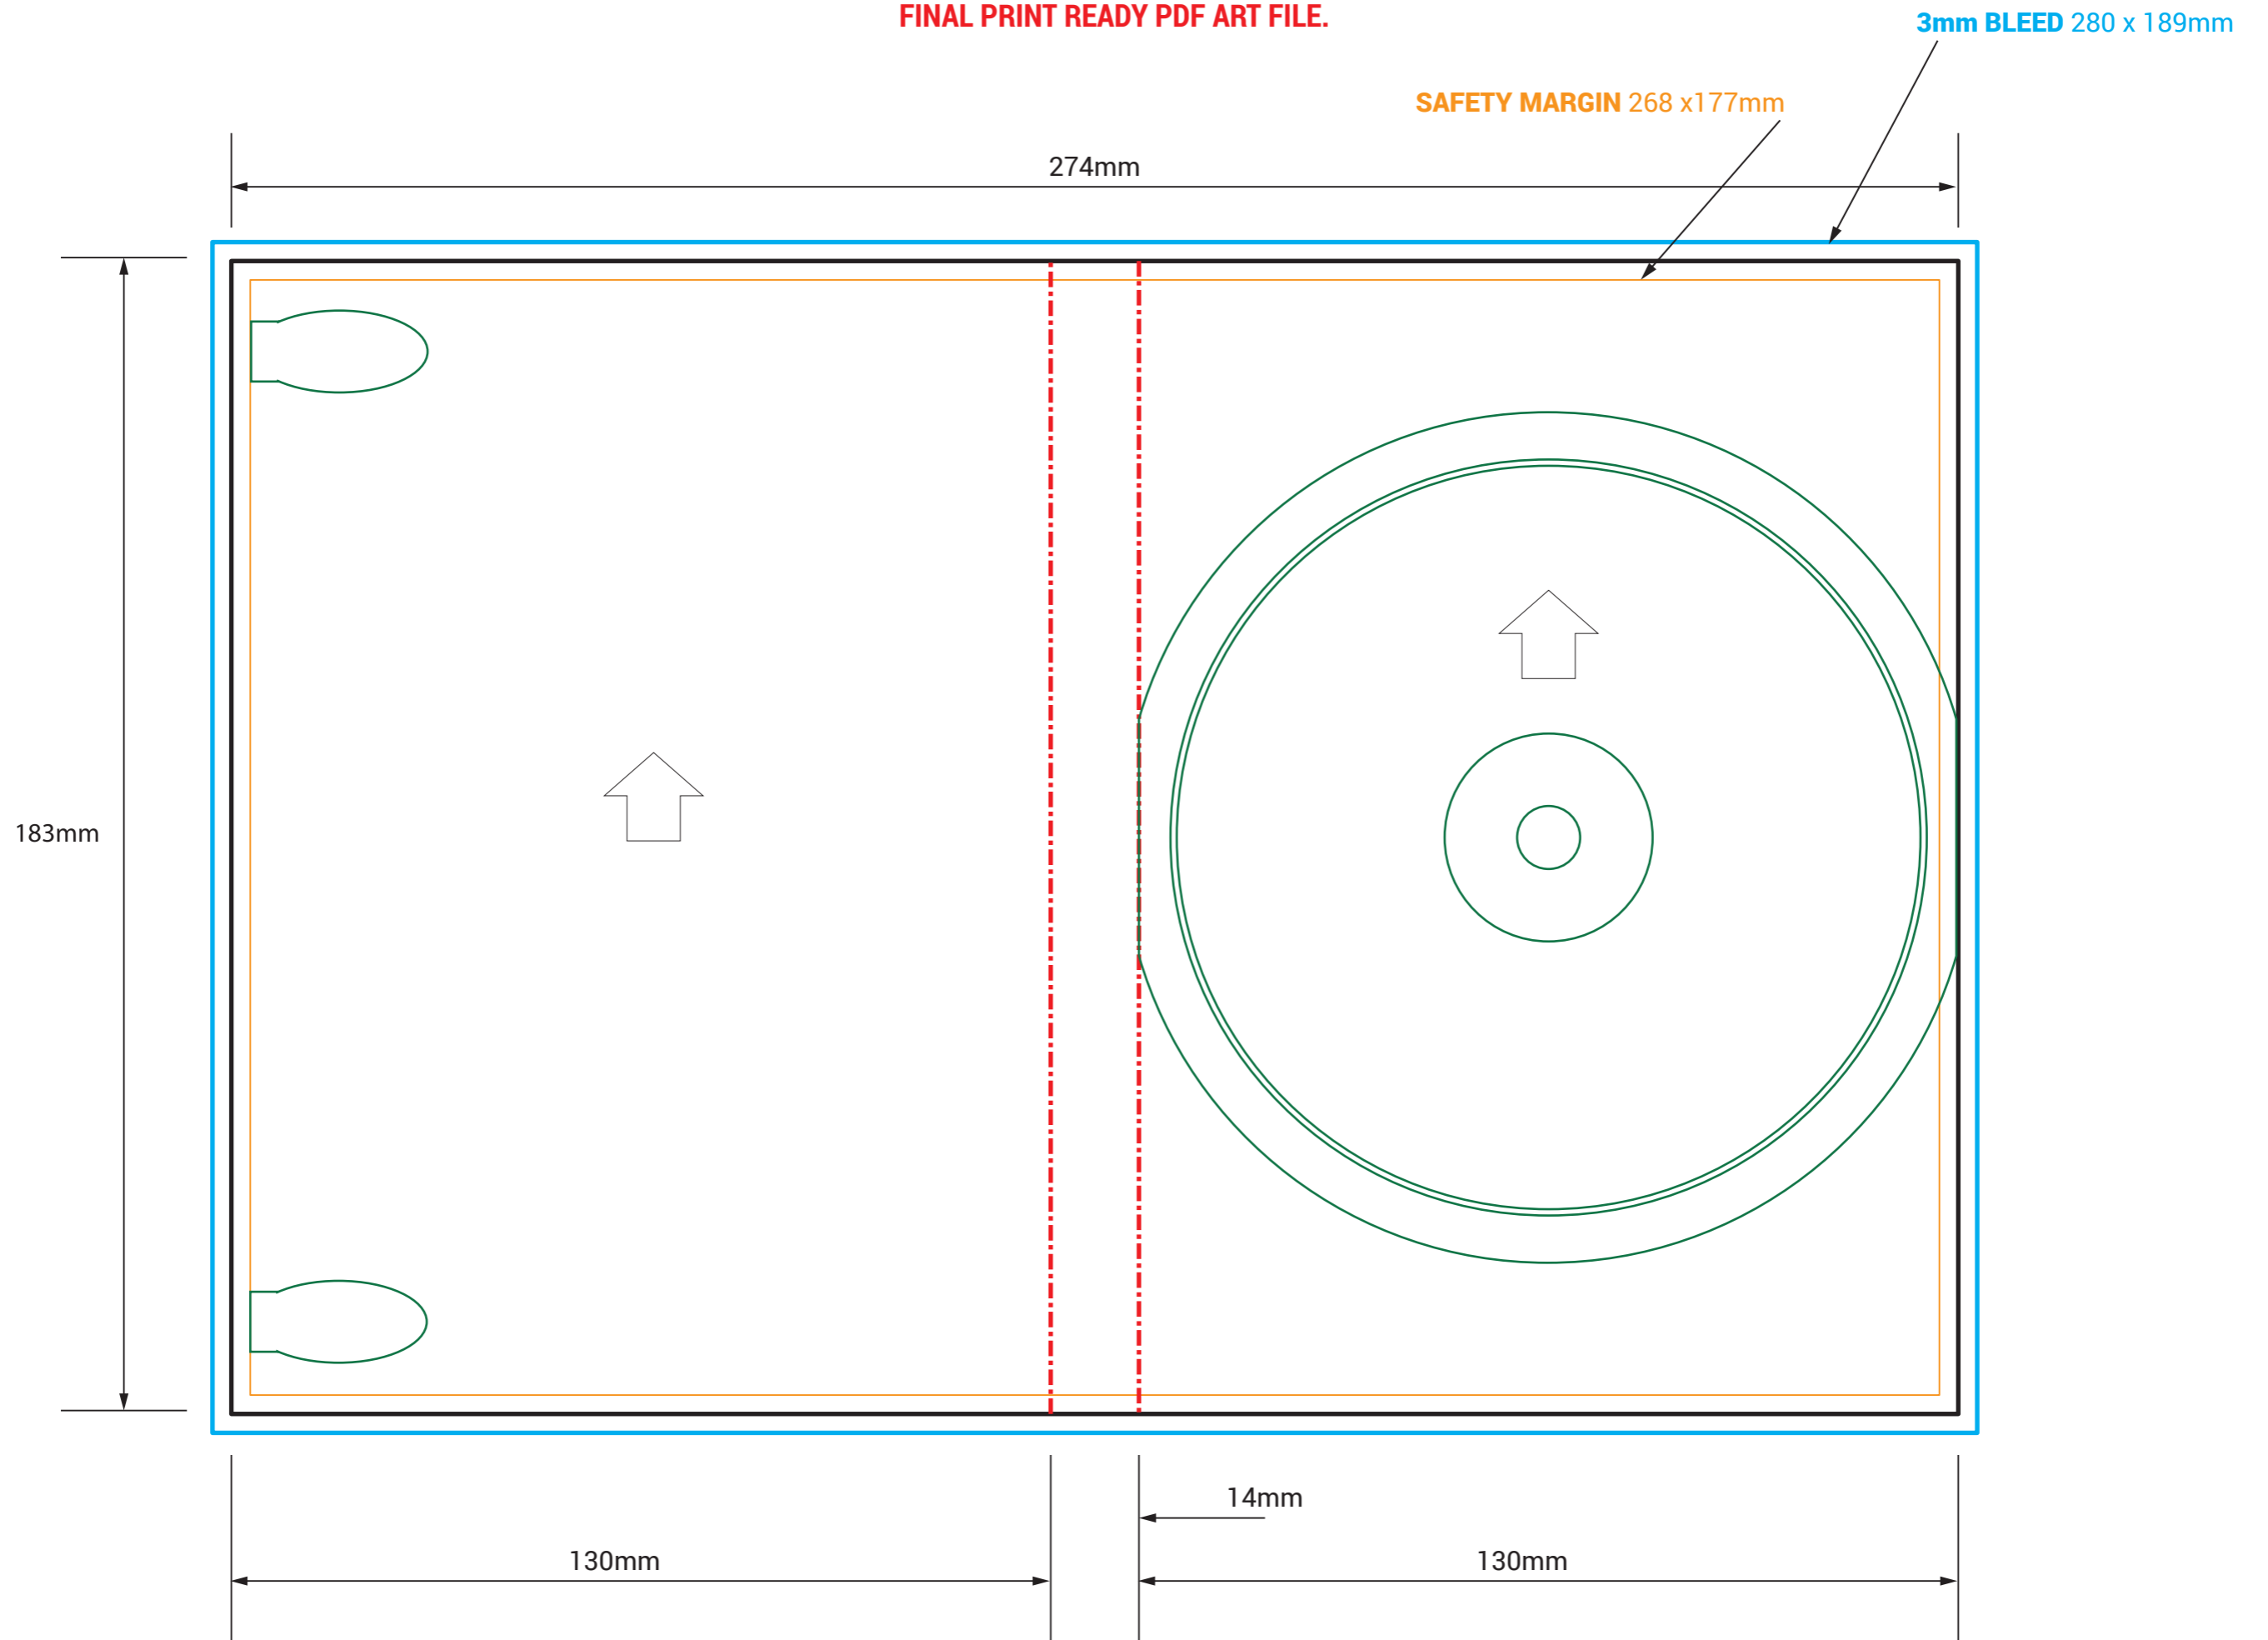 FINAL PRINT READY PDF ART FILE.
3mm BLEED 280 x 189mm
SAFETY MARGIN 268 x177mm
274mm
183mm
14mm
130mm
130mm